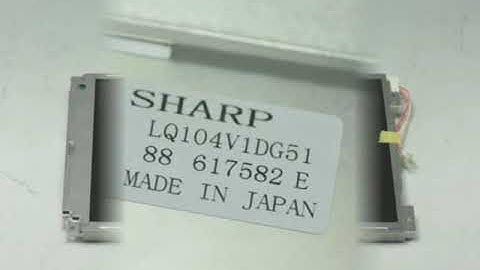 SHARP
LQ104V1DG51
88 617582 E
MADE IN JAPAN